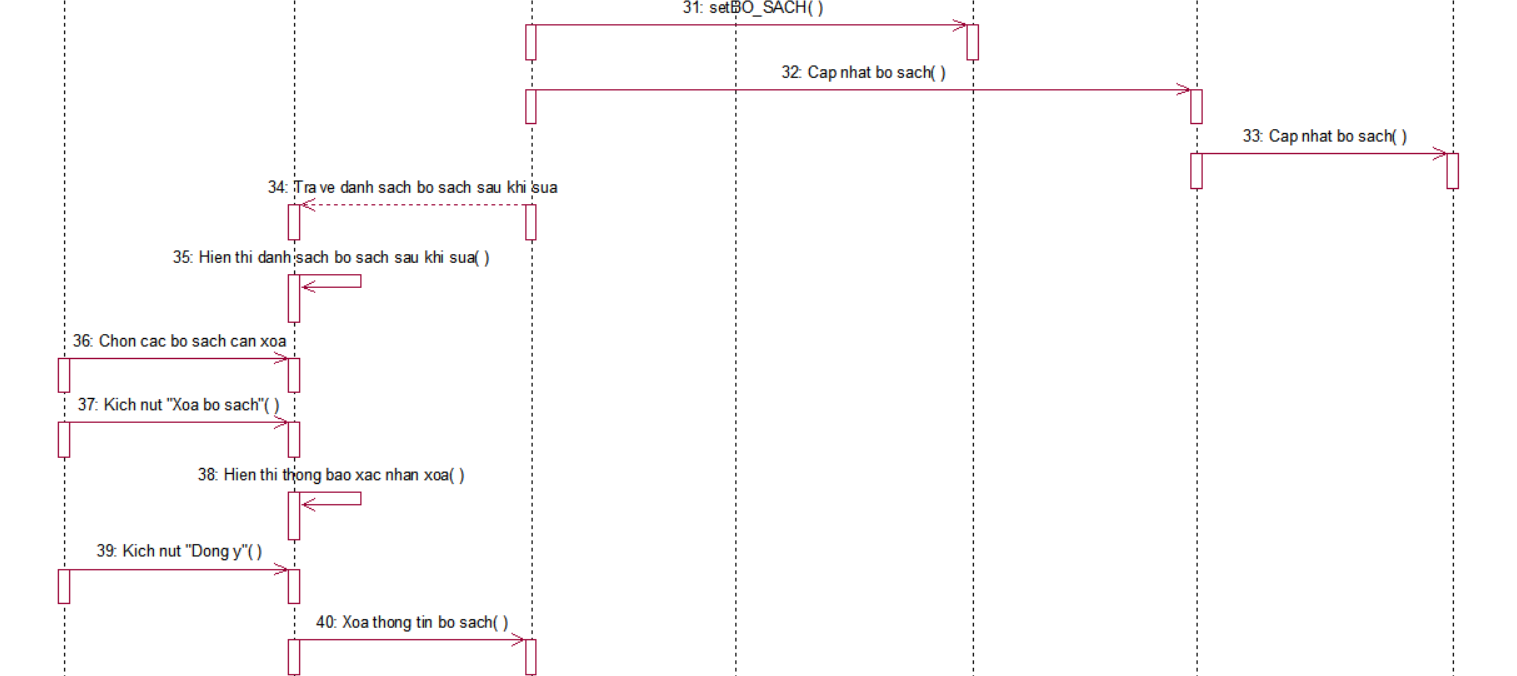 31: setBO_SACH( )
32: Cap nhat bo sach( )
33: Cap nhat bo sach( )
34: Tra ve danh sach bo sach sau khi sua
35: Hien thi danh sach bo sach sau khi sua( )
36: Chon cac bo sach can xoa
37: Kich nut "Xoa bo sach"( )
38: Hien thi thong bao xac nhan xoa( )
39: Kich nut "Dong y"( )
40: Xoa thong tin bo sach( )